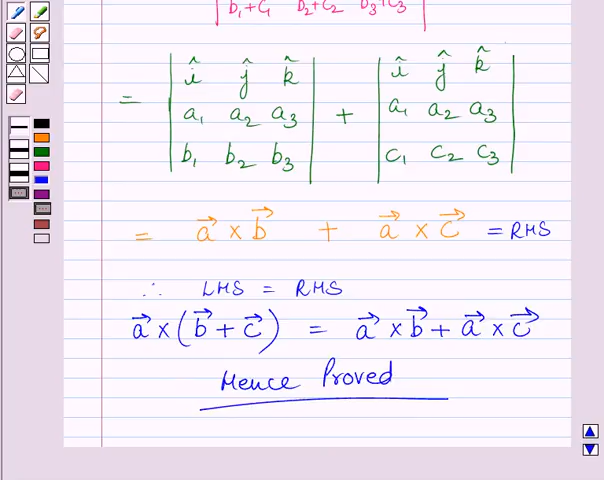 b₁+c₁ b₂+c₂ b₃+c₃
= | î ĵ k̂ | + | î ĵ k̂ |
| a₁ a₂ a₃ | | a₁ a₂ a₃ |
| b₁ b₂ b₃ | | c₁ c₂ c₃ |
= a⃗ × b⃗ + a⃗ × c⃗ = RHS
∴ LHS = RHS
a⃗ × (b⃗ + c⃗) = a⃗ × b⃗ + a⃗ × c⃗
Hence Proved